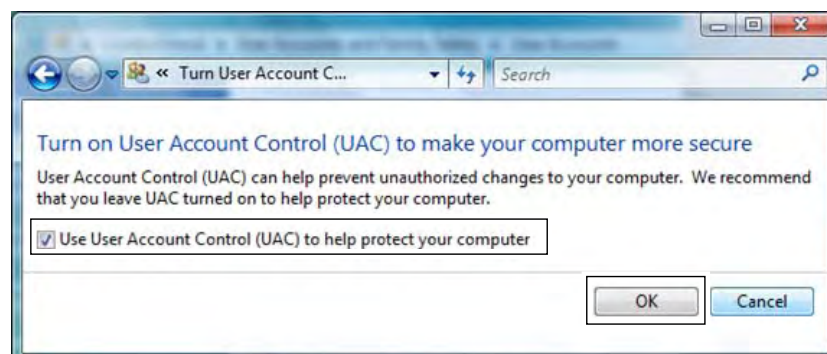 « Turn User Account C...
Search
Turn on User Account Control (UAC) to make your computer more secure
User Account Control (UAC) can help prevent unauthorized changes to your computer. We recommend
that you leave UAC turned on to help protect your computer.
Use User Account Control (UAC) to help protect your computer
OK
Cancel